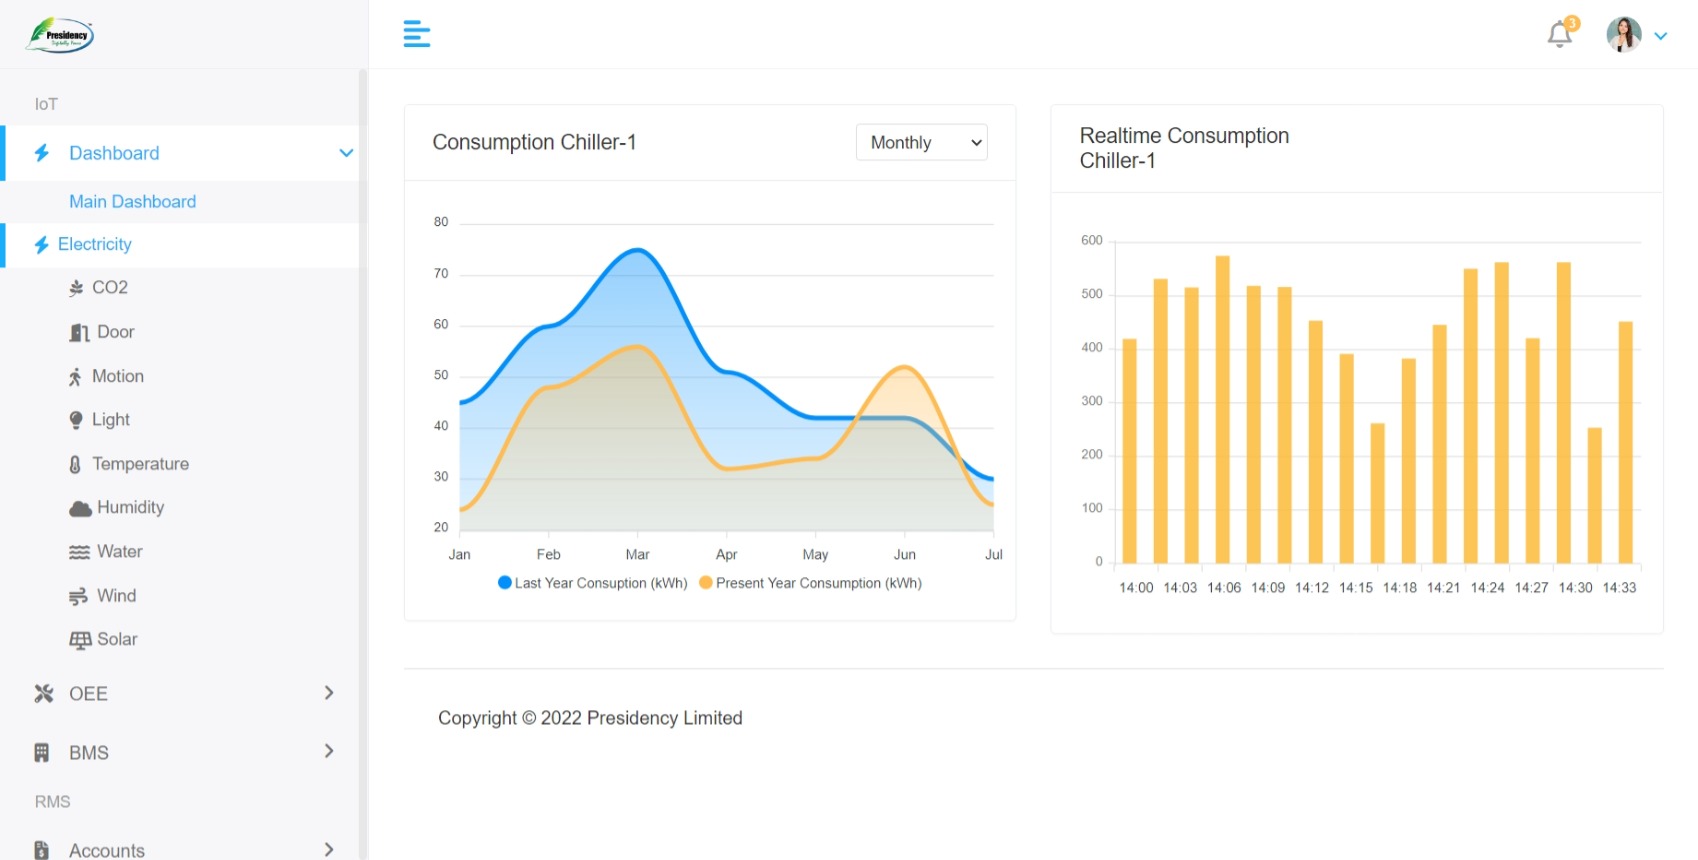 Presidency
3
IoT
Dashboard
Main Dashboard
Electricity
CO2
Door
Motion
Light
Temperature
Humidity
Water
Wind
Solar
OEE
BMS
RMS
Accounts
Consumption Chiller-1
Monthly
80
70
60
50
40
30
20
Jan Feb Mar Apr May Jun Jul
Last Year Consuption (kWh) Present Year Consumption (kWh)
Realtime Consumption
Chiller-1
600
500
400
300
200
100
0
14:00 14:03 14:06 14:09 14:12 14:15 14:18 14:21 14:24 14:27 14:30 14:33
Copyright © 2022 Presidency Limited